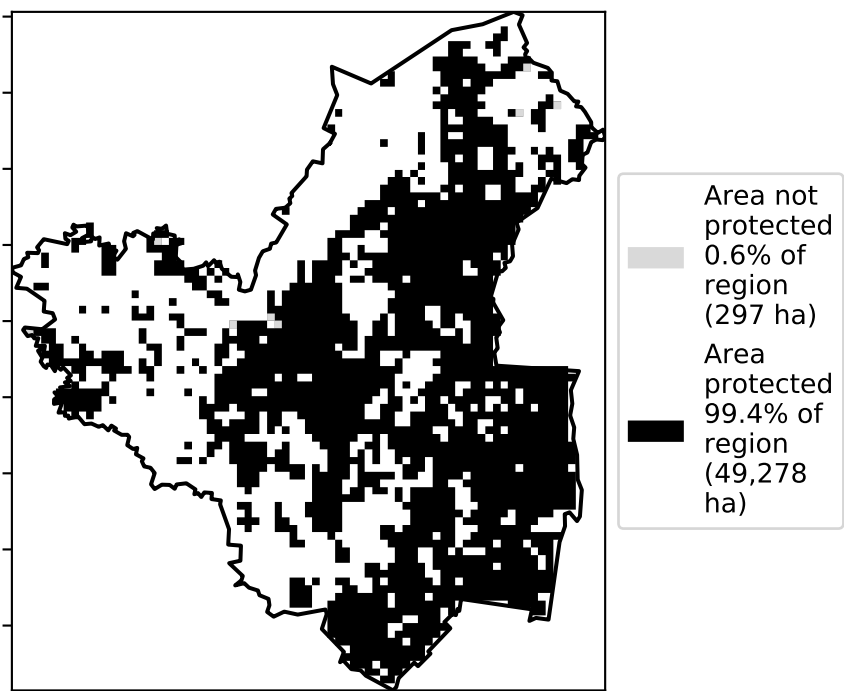 Area not
protected
0.6% of
region
(297 ha)
Area
protected
99.4% of
region
(49,278
ha)